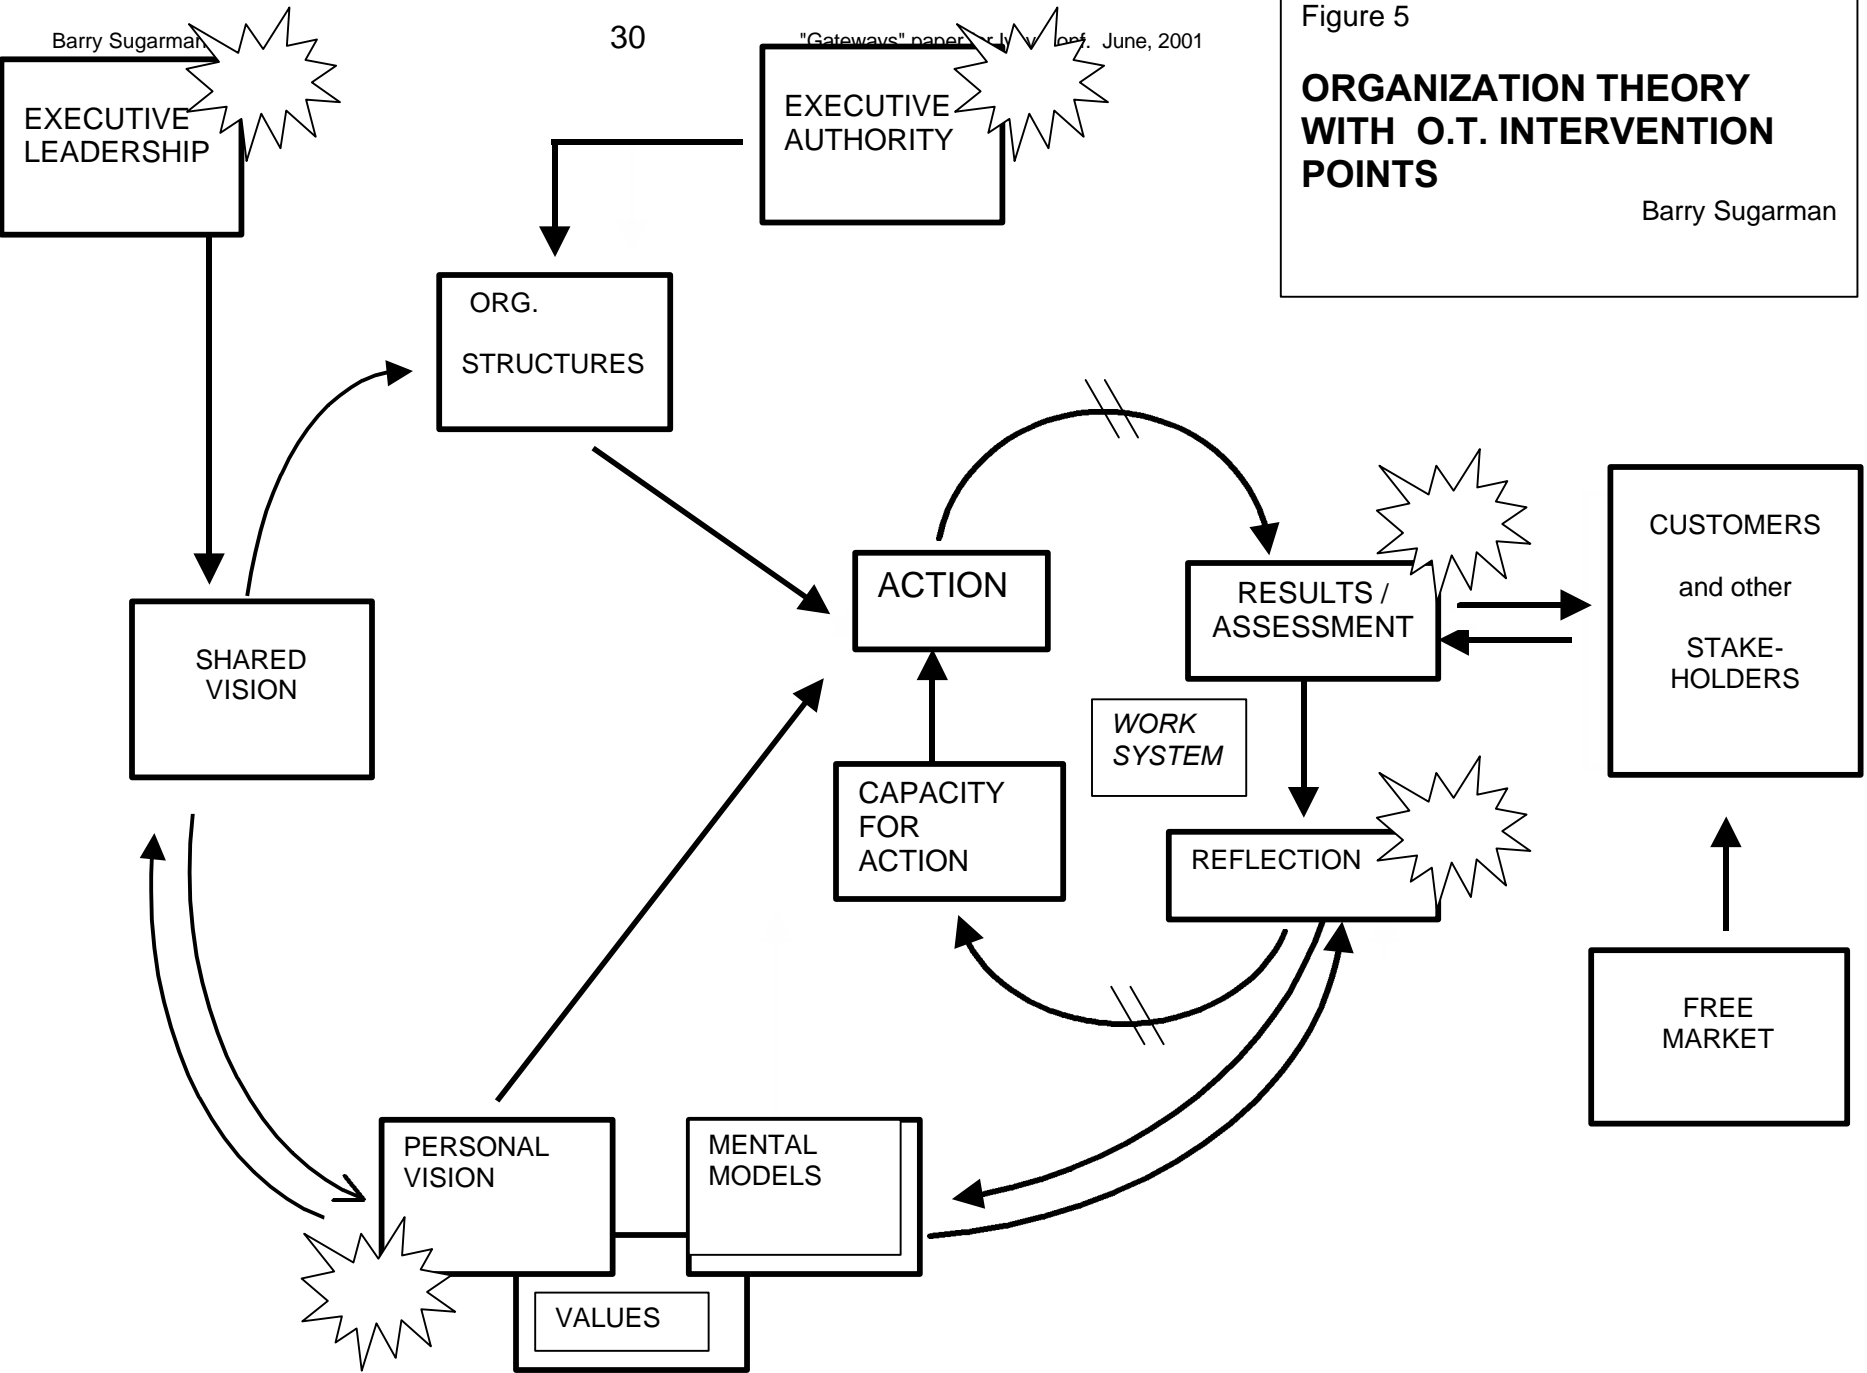 Barry Sugarman
30
"Gateways" paper June, 2001
Figure 5
ORGANIZATION THEORY
WITH O.T. INTERVENTION
POINTS
Barry Sugarman
EXECUTIVE
LEADERSHIP
EXECUTIVE
AUTHORITY
ORG.
STRUCTURES
ACTION
RESULTS /
ASSESSMENT
CUSTOMERS
and other
STAKE-
HOLDERS
SHARED
VISION
WORK
SYSTEM
CAPACITY
FOR
ACTION
REFLECTION
FREE
MARKET
PERSONAL
VISION
MENTAL
MODELS
VALUES